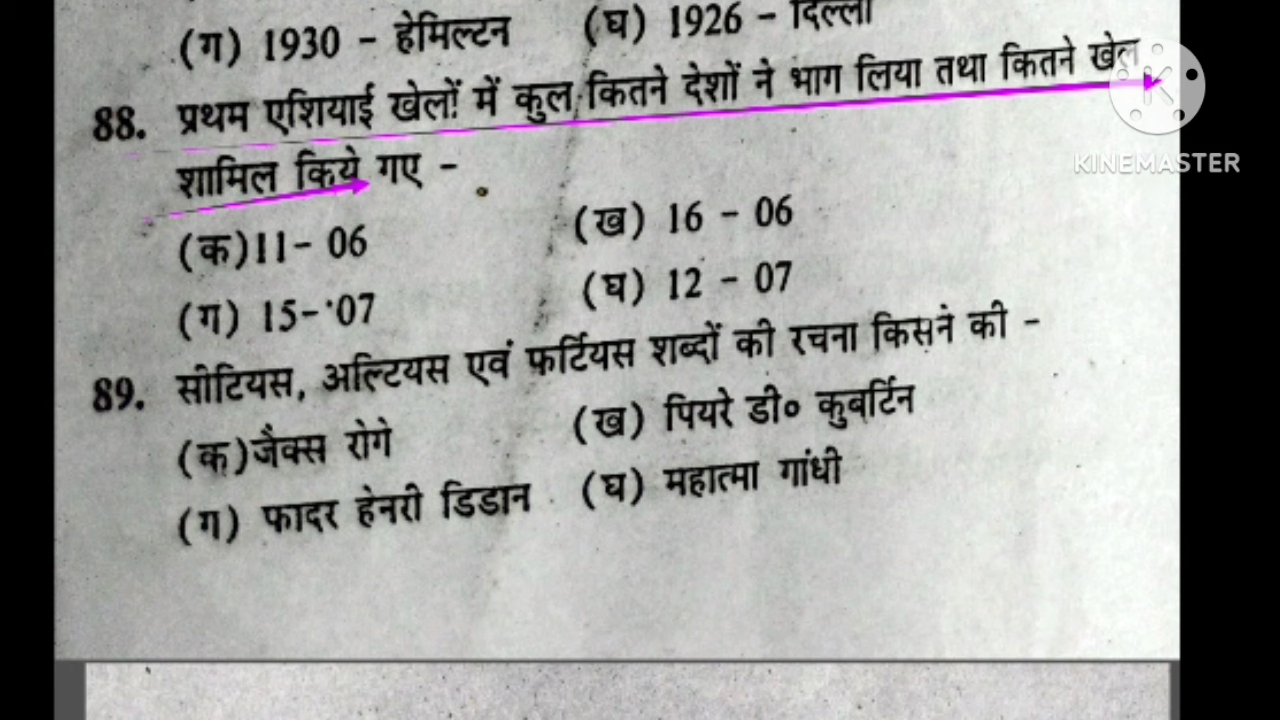 (ग) 1930 - हेमिल्टन (घ) 1926 - दिल्ली
88. प्रथम एशियाई खेलों में कुल कितने देशों ने भाग लिया तथा कितने खेल
KINEMASTER
शामिल किये गए -
(क)11- 06 (ख) 16 - 06
(ग) 15- 07 (घ) 12 - 07
89. सीटियस, अल्टियस एवं फर्टियस शब्दों की रचना किसने की -
(क)जैक्स रोगे (ख) पियरे डी० कुबर्टिन
(ग) फादर हेनरी डिडान (घ) महात्मा गांधी